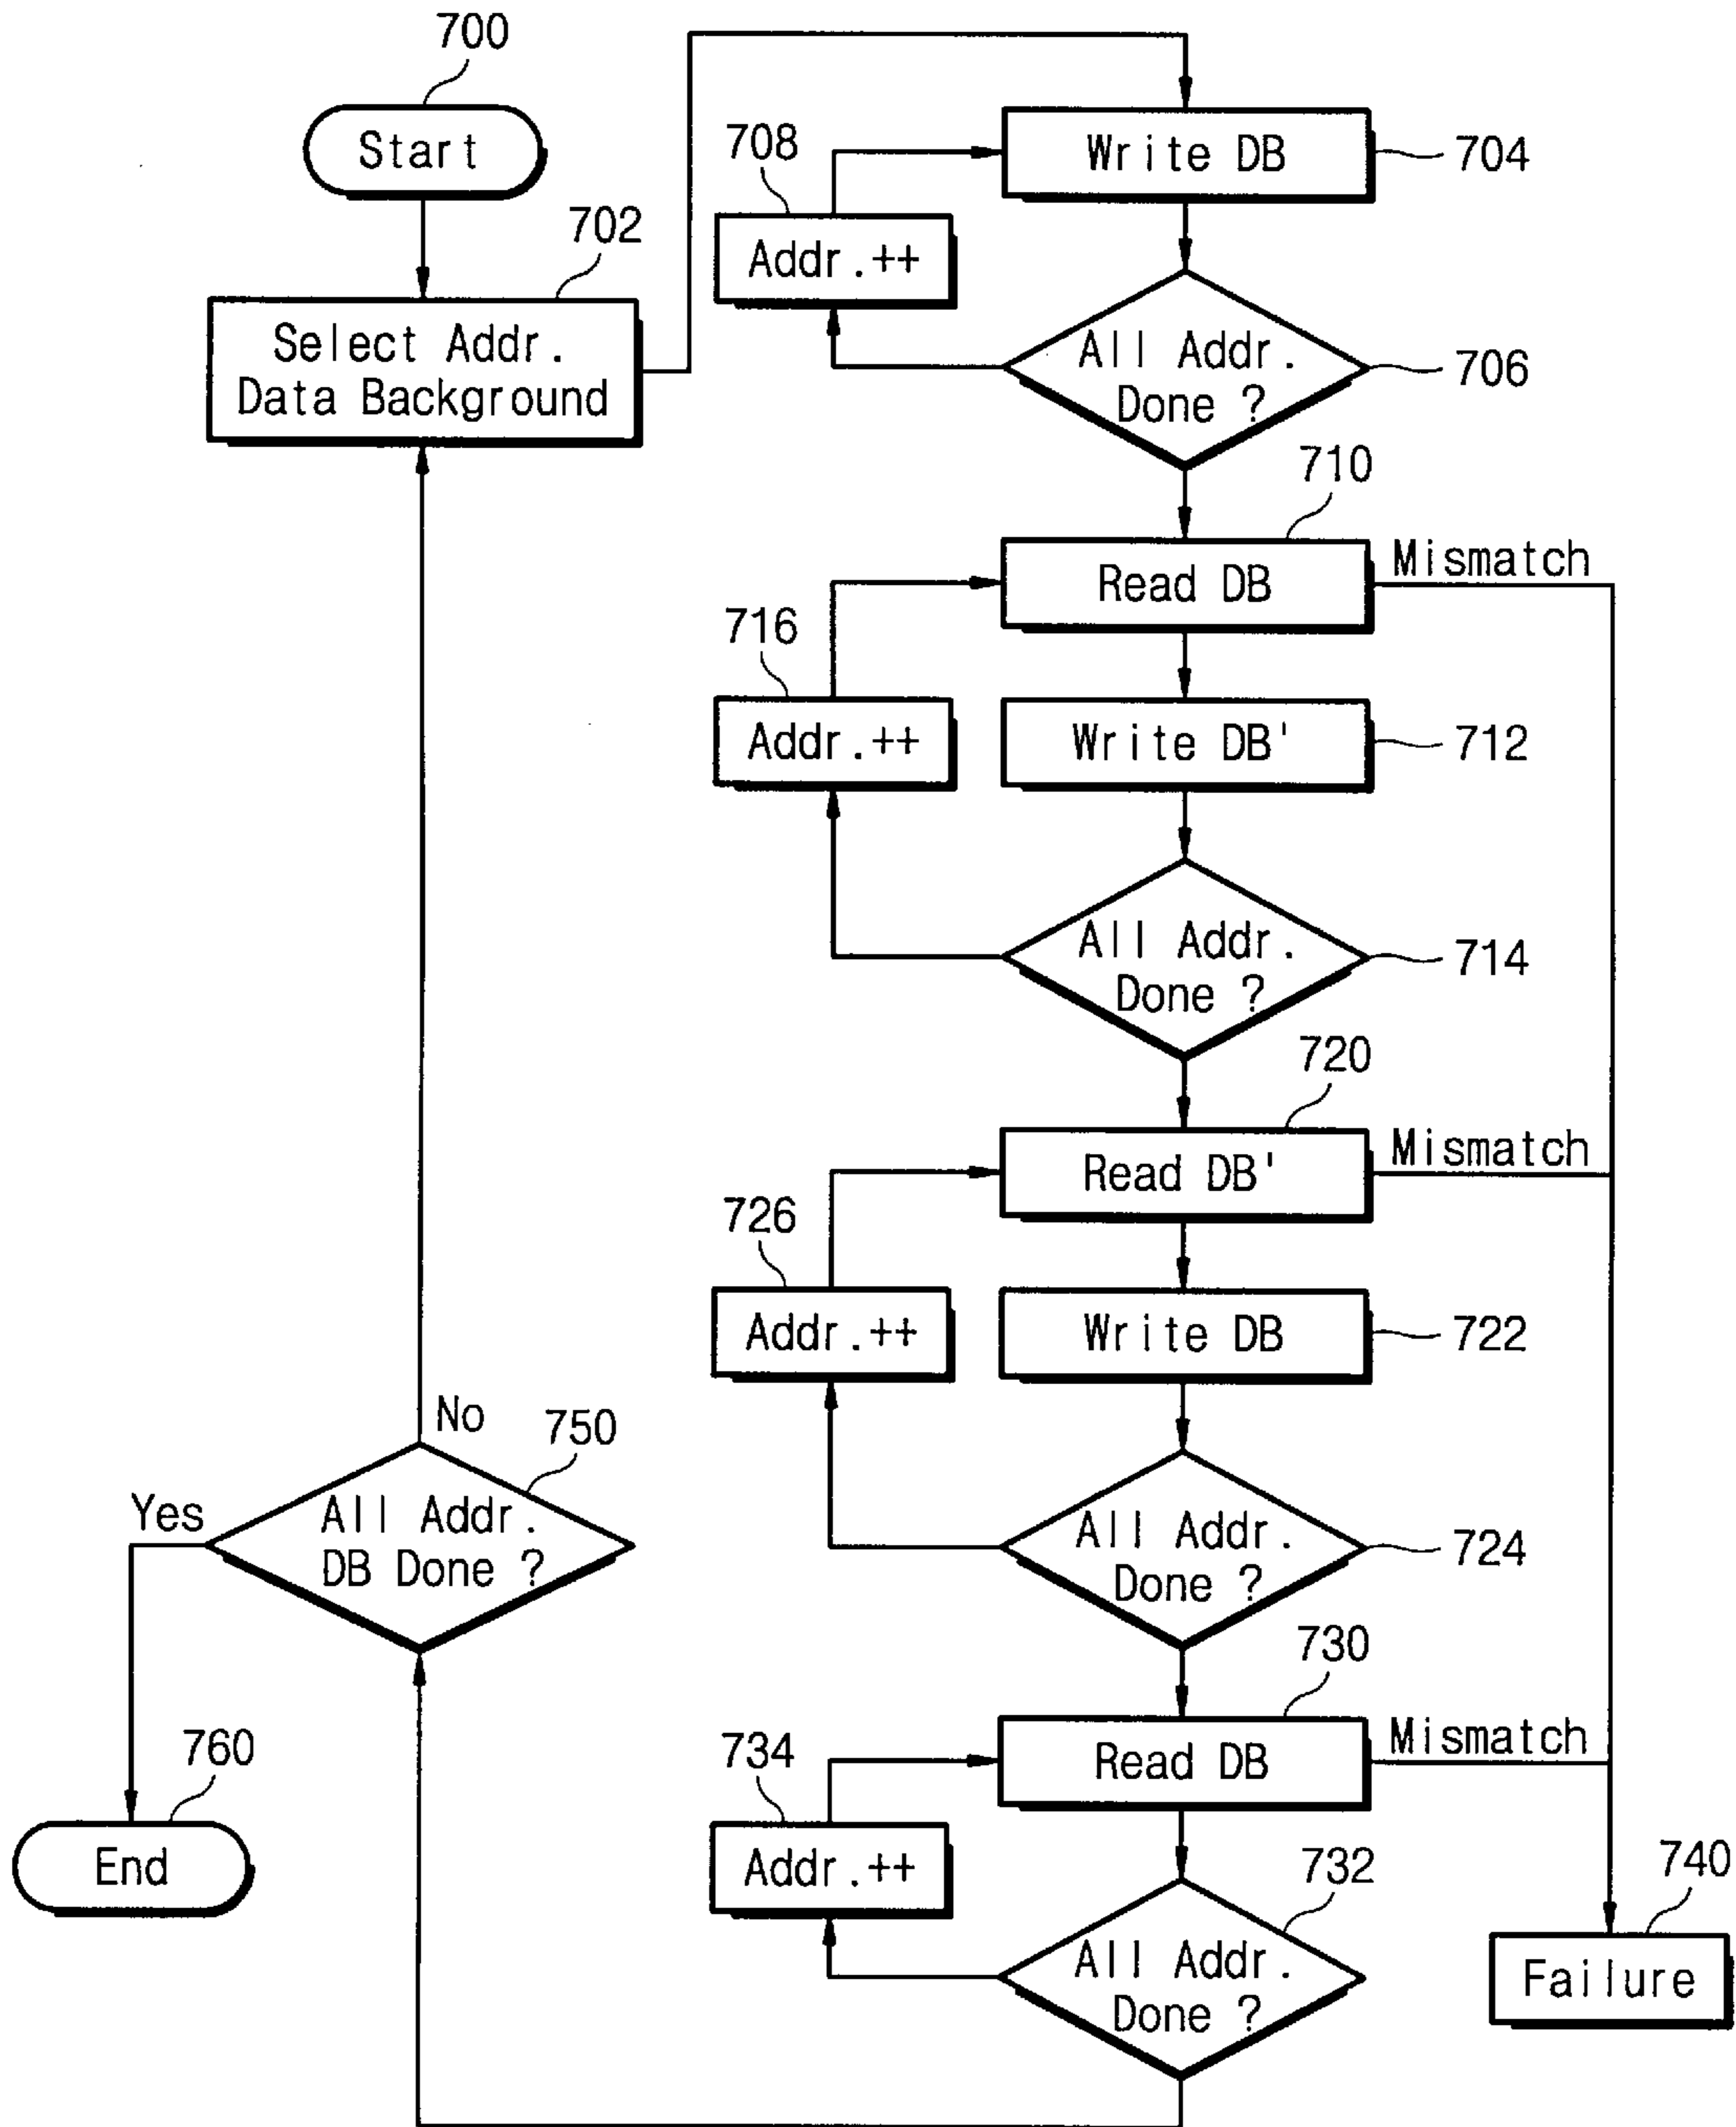 700
Start
702
Select Addr.
Data Background
Write DB
704
708
Addr.++
All Addr.
Done ?
706
710
Read DB
Mismatch
716
Addr.++
Write DB'
712
All Addr.
Done ?
714
720
Read DB'
Mismatch
726
Addr.++
Write DB
722
All Addr.
Done ?
724
730
Read DB
Mismatch
734
Addr.++
732
All Addr.
Done ?
740
Failure
No
750
Yes
All Addr.
DB Done ?
760
End